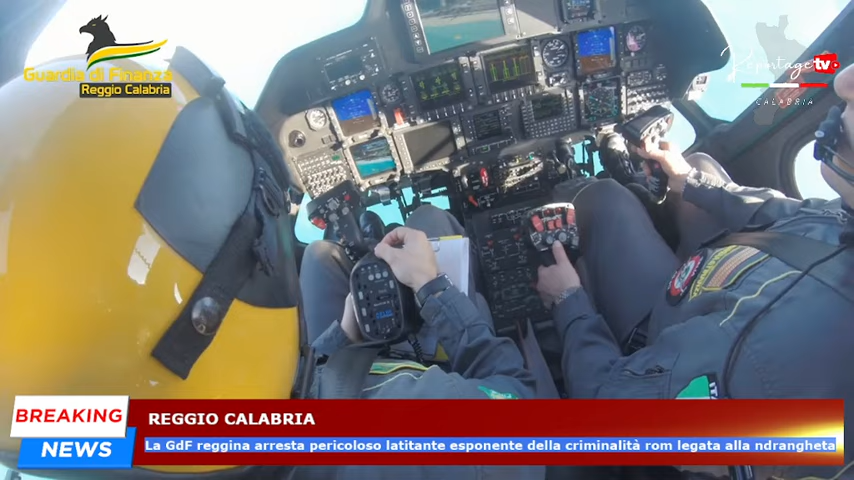 Guardia di Finanza
Reggio Calabria
Reportage tv
CALABRIA
BREAKING
NEWS
REGGIO CALABRIA
La GdF reggina arresta pericoloso latitante esponente della criminalità rom legata alla ndrangheta